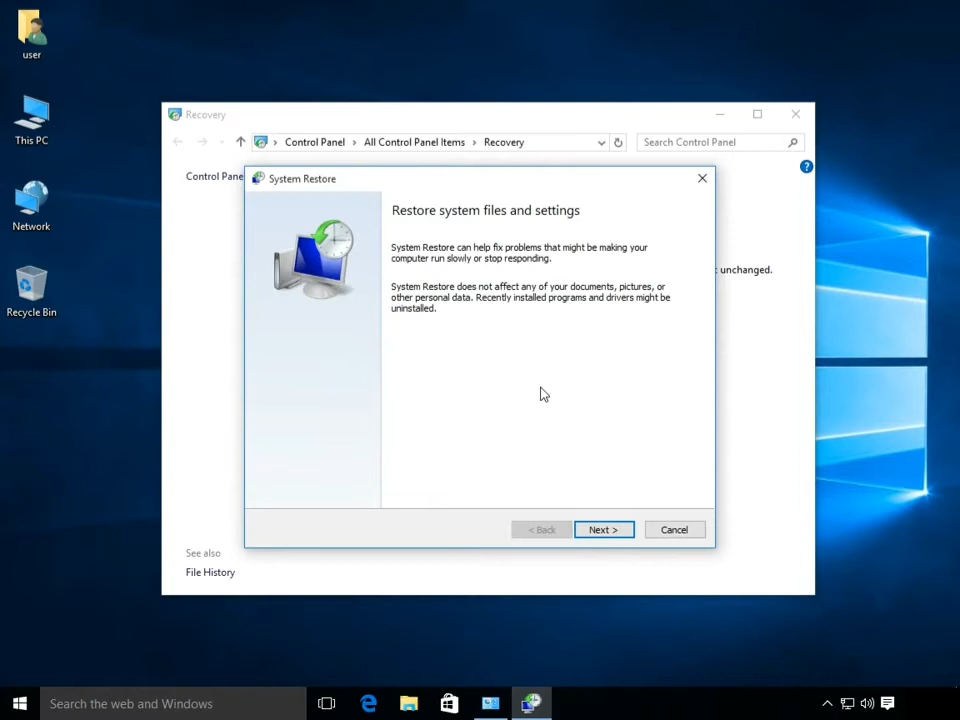 user
This PC
Network
Recycle Bin
Recovery
Control Panel > All Control Panel Items > Recovery
Search Control Panel
?
Control Pane
System Restore
Restore system files and settings
System Restore can help fix problems that might be making your
computer run slowly or stop responding.
System Restore does not affect any of your documents, pictures, or
other personal data. Recently installed programs and drivers might be
uninstalled.
unchanged.
< Back
Next >
Cancel
See also
File History
Search the web and Windows